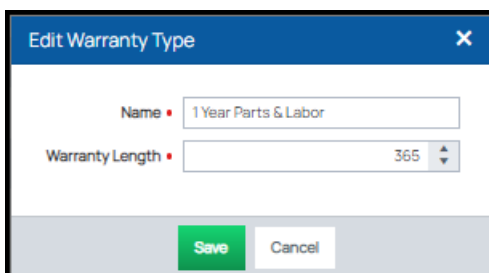 Edit Warranty Type
Name
1 Year Parts & Labor
Warranty Length
365
Save
Cancel